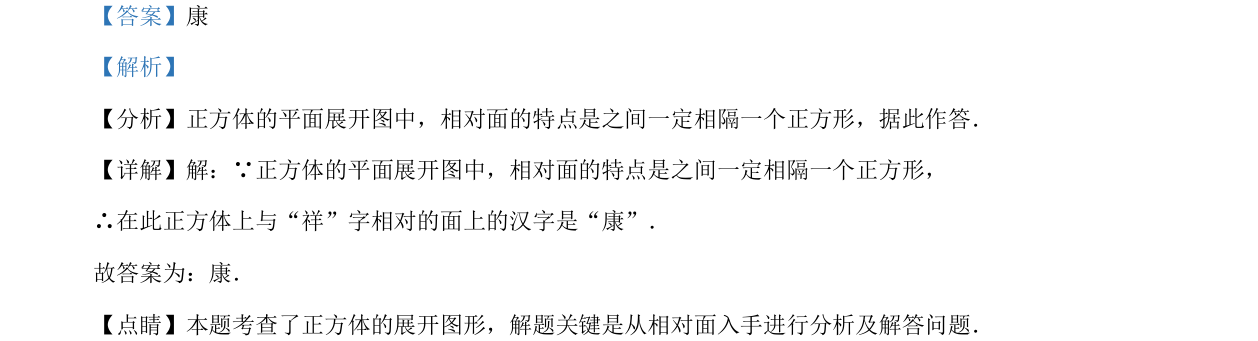 【答案】康
【解析】
【分析】正方体的平面展开图中，相对面的特点是之间一定相隔一个正方形，据此作答．
【详解】解：∵正方体的平面展开图中，相对面的特点是之间一定相隔一个正方形，
∴在此正方体上与“祥”字相对的面上的汉字是“康”．
故答案为：康．
【点睛】本题考查了正方体的展开图形，解题关键是从相对面入手进行分析及解答问题．